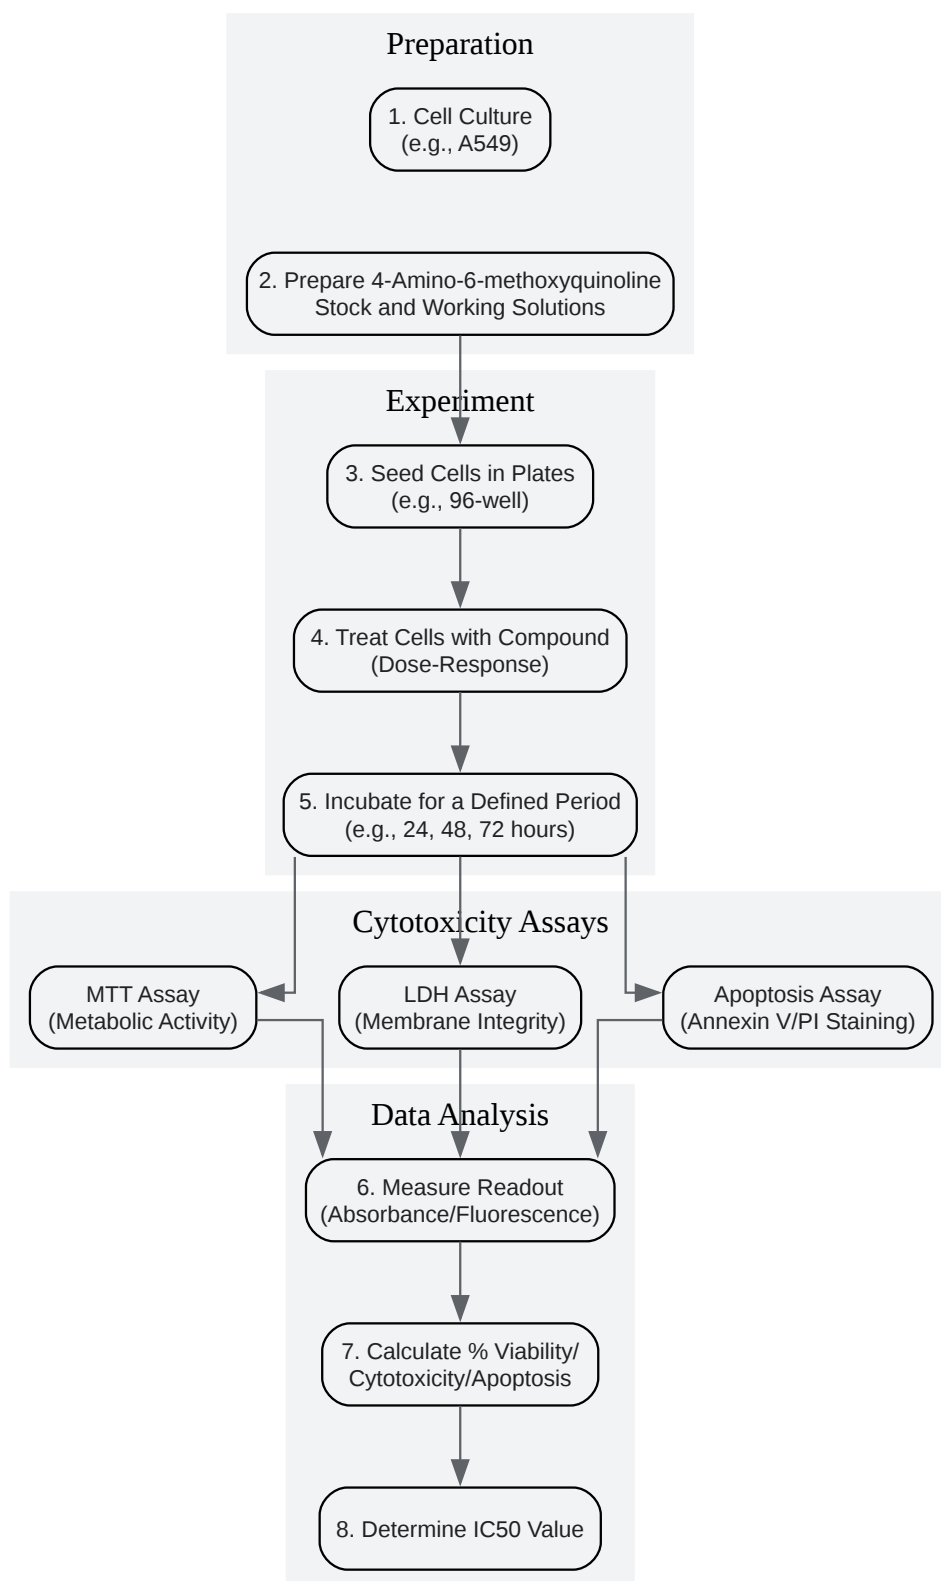 Preparation
1. Cell Culture
(e.g., A549)
2. Prepare 4-Amino-6-methoxyquinoline
Stock and Working Solutions
Experiment
3. Seed Cells in Plates
(e.g., 96-well)
4. Treat Cells with Compound
(Dose-Response)
5. Incubate for a Defined Period
(e.g., 24, 48, 72 hours)
Cytotoxicity Assays
MTT Assay
(Metabolic Activity)
LDH Assay
(Membrane Integrity)
Apoptosis Assay
(Annexin V/PI Staining)
Data Analysis
6. Measure Readout
(Absorbance/Fluorescence)
7. Calculate % Viability/
Cytotoxicity/Apoptosis
8. Determine IC50 Value